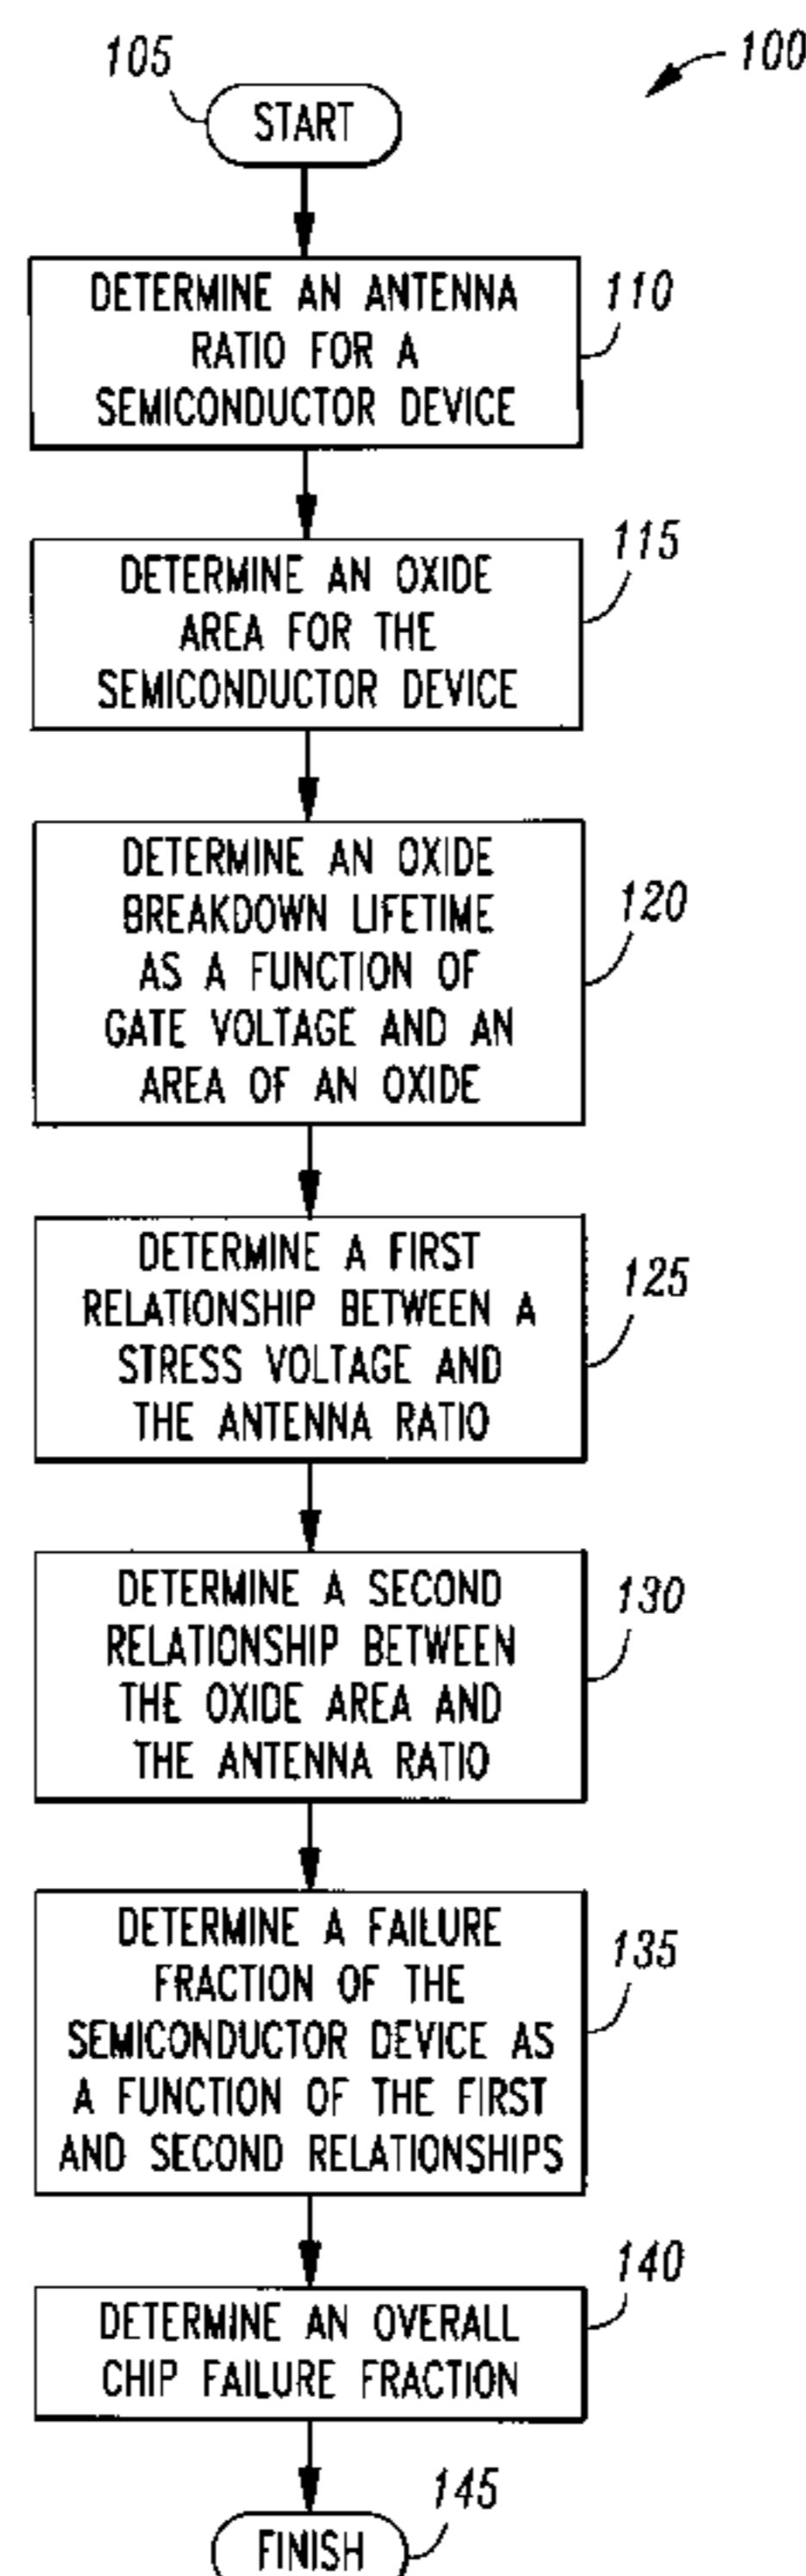 105
100
START
DETERMINE AN ANTENNA
RATIO FOR A
SEMICONDUCTOR DEVICE
110
DETERMINE AN OXIDE
AREA FOR THE
SEMICONDUCTOR DEVICE
115
DETERMINE AN OXIDE
BREAKDOWN LIFETIME
AS A FUNCTION OF
GATE VOLTAGE AND AN
AREA OF AN OXIDE
120
DETERMINE A FIRST
RELATIONSHIP BETWEEN A
STRESS VOLTAGE AND
THE ANTENNA RATIO
125
DETERMINE A SECOND
RELATIONSHIP BETWEEN
THE OXIDE AREA AND
THE ANTENNA RATIO
130
DETERMINE A FAILURE
FRACTION OF THE
SEMICONDUCTOR DEVICE AS
A FUNCTION OF THE FIRST
AND SECOND RELATIONSHIPS
135
DETERMINE AN OVERALL
CHIP FAILURE FRACTION
140
145
FINISH